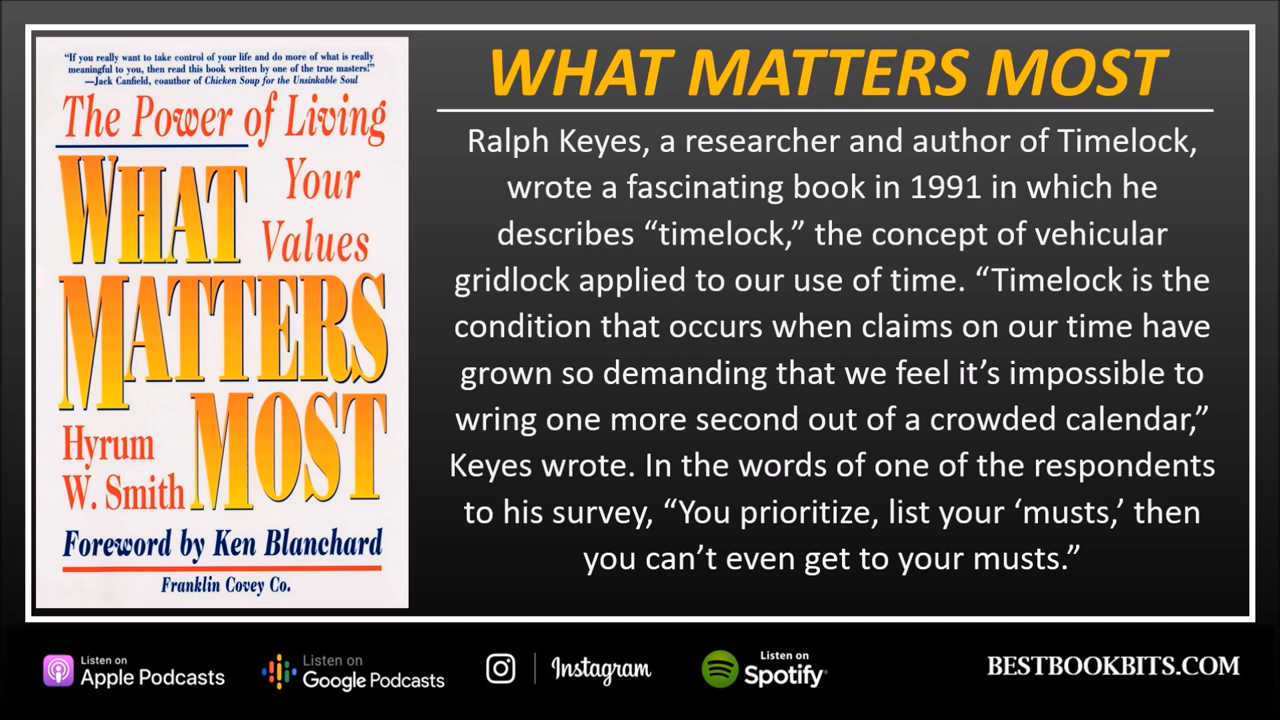 “If you really want to take control of your life and do more of what is really
meaningful to you, then read this book written by one of the true masters!”
—Jack Canfield, coauthor of Chicken Soup for the Unsinkable Soul
The Power of Living
Your
Values
WHAT
MATTERS
MOST
Hyrum
W. Smith
Foreword by Ken Blanchard
Franklin Covey Co.
WHAT MATTERS MOST
Ralph Keyes, a researcher and author of Timelock,
wrote a fascinating book in 1991 in which he
describes “timelock,” the concept of vehicular
gridlock applied to our use of time. “Timelock is the
condition that occurs when claims on our time have
grown so demanding that we feel it’s impossible to
wring one more second out of a crowded calendar,”
Keyes wrote. In the words of one of the respondents
to his survey, “You prioritize, list your ‘musts,’ then
you can’t even get to your musts.”
Listen on
Apple Podcasts
Listen on
Google Podcasts
Instagram
Listen on
Spotify
BESTBOOKBITS.COM